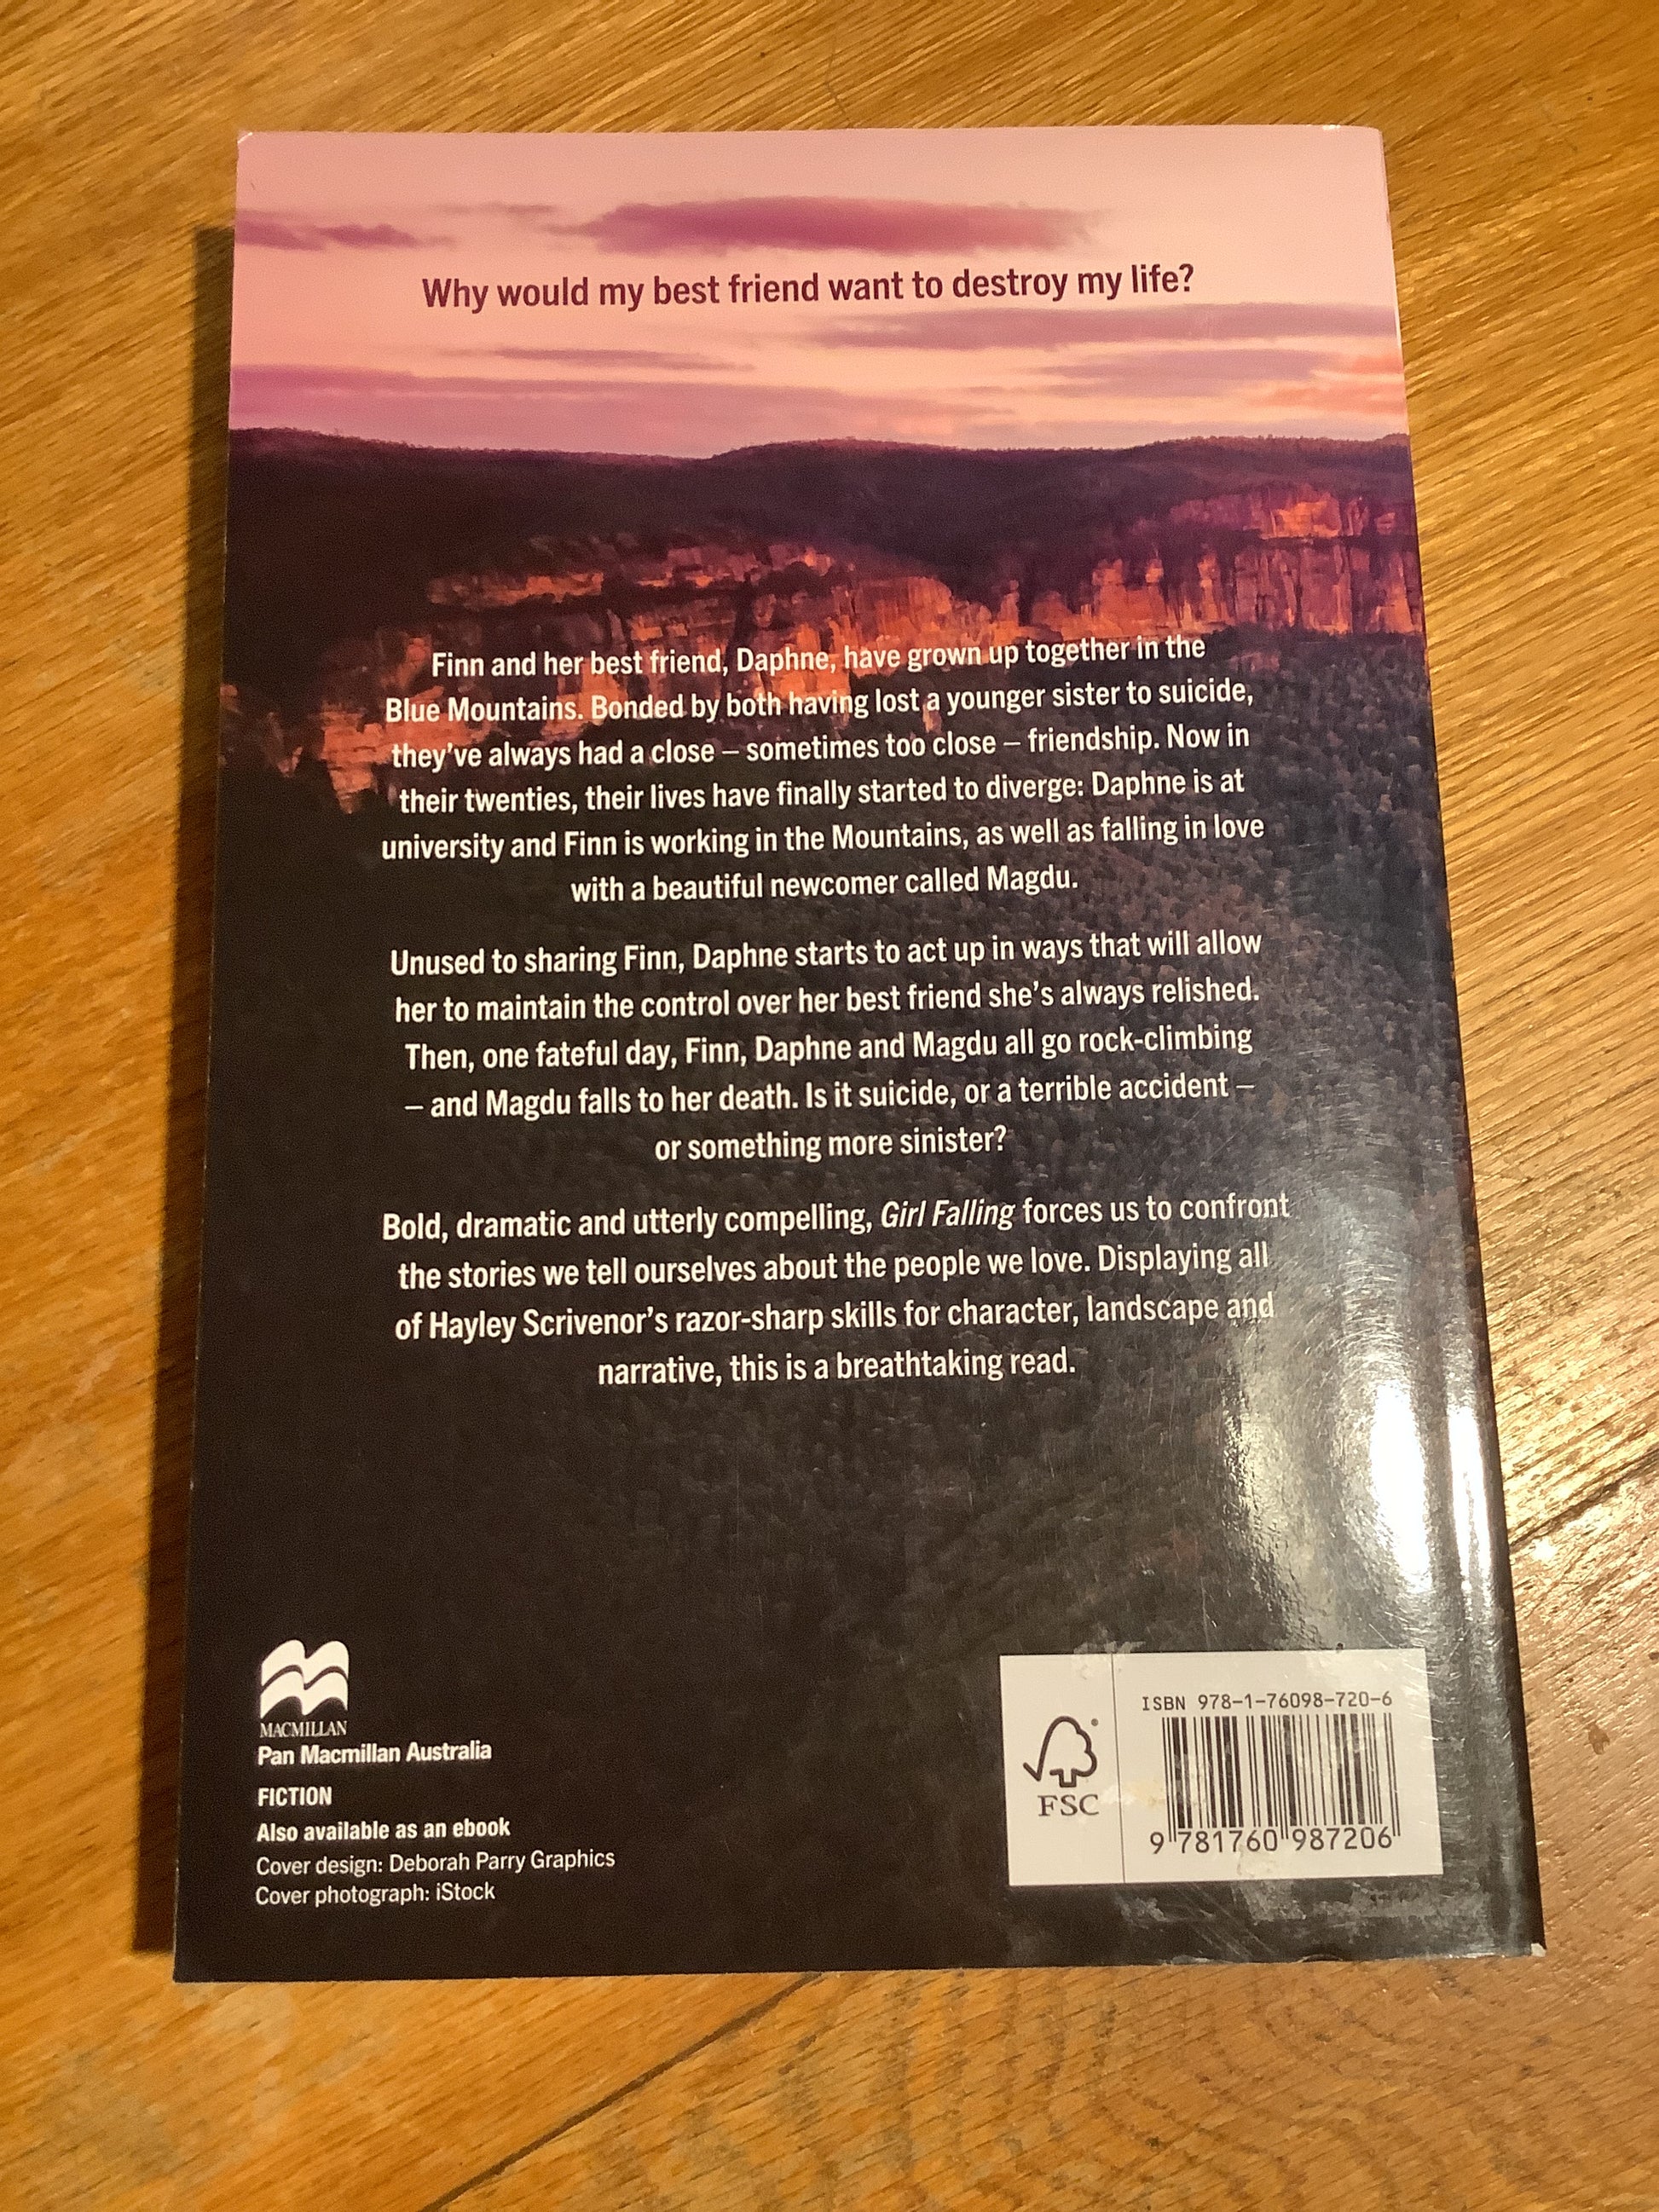 Why would my best friend want to destroy my life?
Finn and her best friend, Daphne, have grown up together in the
Blue Mountains. Bonded by both having lost a younger sister to suicide,
they've always had a close – sometimes too close – friendship. Now in
their twenties, their lives have finally started to diverge: Daphne is at
university and Finn is working in the Mountains, as well as falling in love
with a beautiful newcomer called Magdu.
Unused to sharing Finn, Daphne starts to act up in ways that will allow
her to maintain the control over her best friend she's always relished.
Then, one fateful day, Finn, Daphne and Magdu all go rock-climbing
– and Magdu falls to her death. Is it suicide, or a terrible accident –
or something more sinister?
Bold, dramatic and utterly compelling, Girl Falling forces us to confront
the stories we tell ourselves about the people we love. Displaying all
of Hayley Scrivenor's razor-sharp skills for character, landscape and
narrative, this is a breathtaking read.
MACMILLAN
Pan Macmillan Australia
FICTION
Also available as an ebook
Cover design: Deborah Parry Graphics
Cover photograph: iStock
FSC
ISBN 978-1-76098-720-6
9 781760 987206